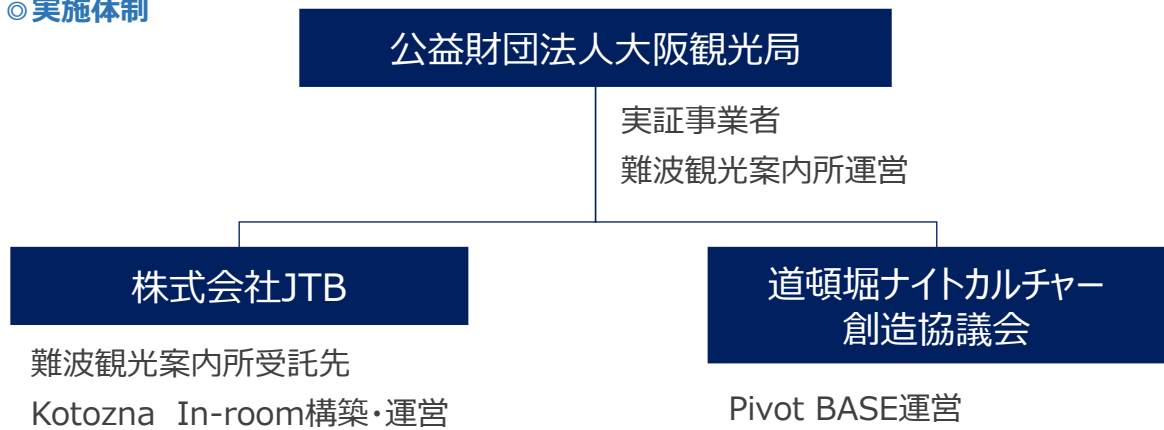 ◎実施体制
公益財団法人大阪観光局
実証事業者
難波観光案内所運営
株式会社JTB
難波観光案内所受託先
Kotozna In-room構築・運営
道頓堀ナイトカルチャー
創造協議会
Pivot BASE運営